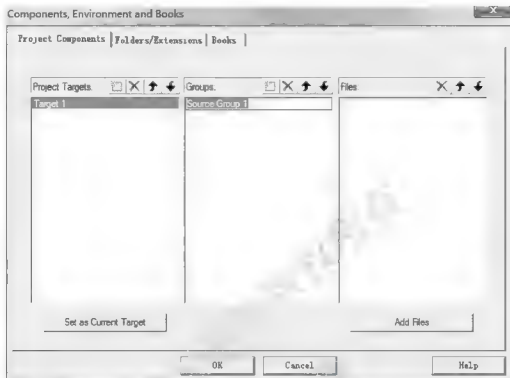 Components, Environment and Books
Project Components Folders/Extensions Books
Project Targets: Groups: Files:
Target 1 Source Group 1
Set as Current Target Add Files
OK Cancel Help